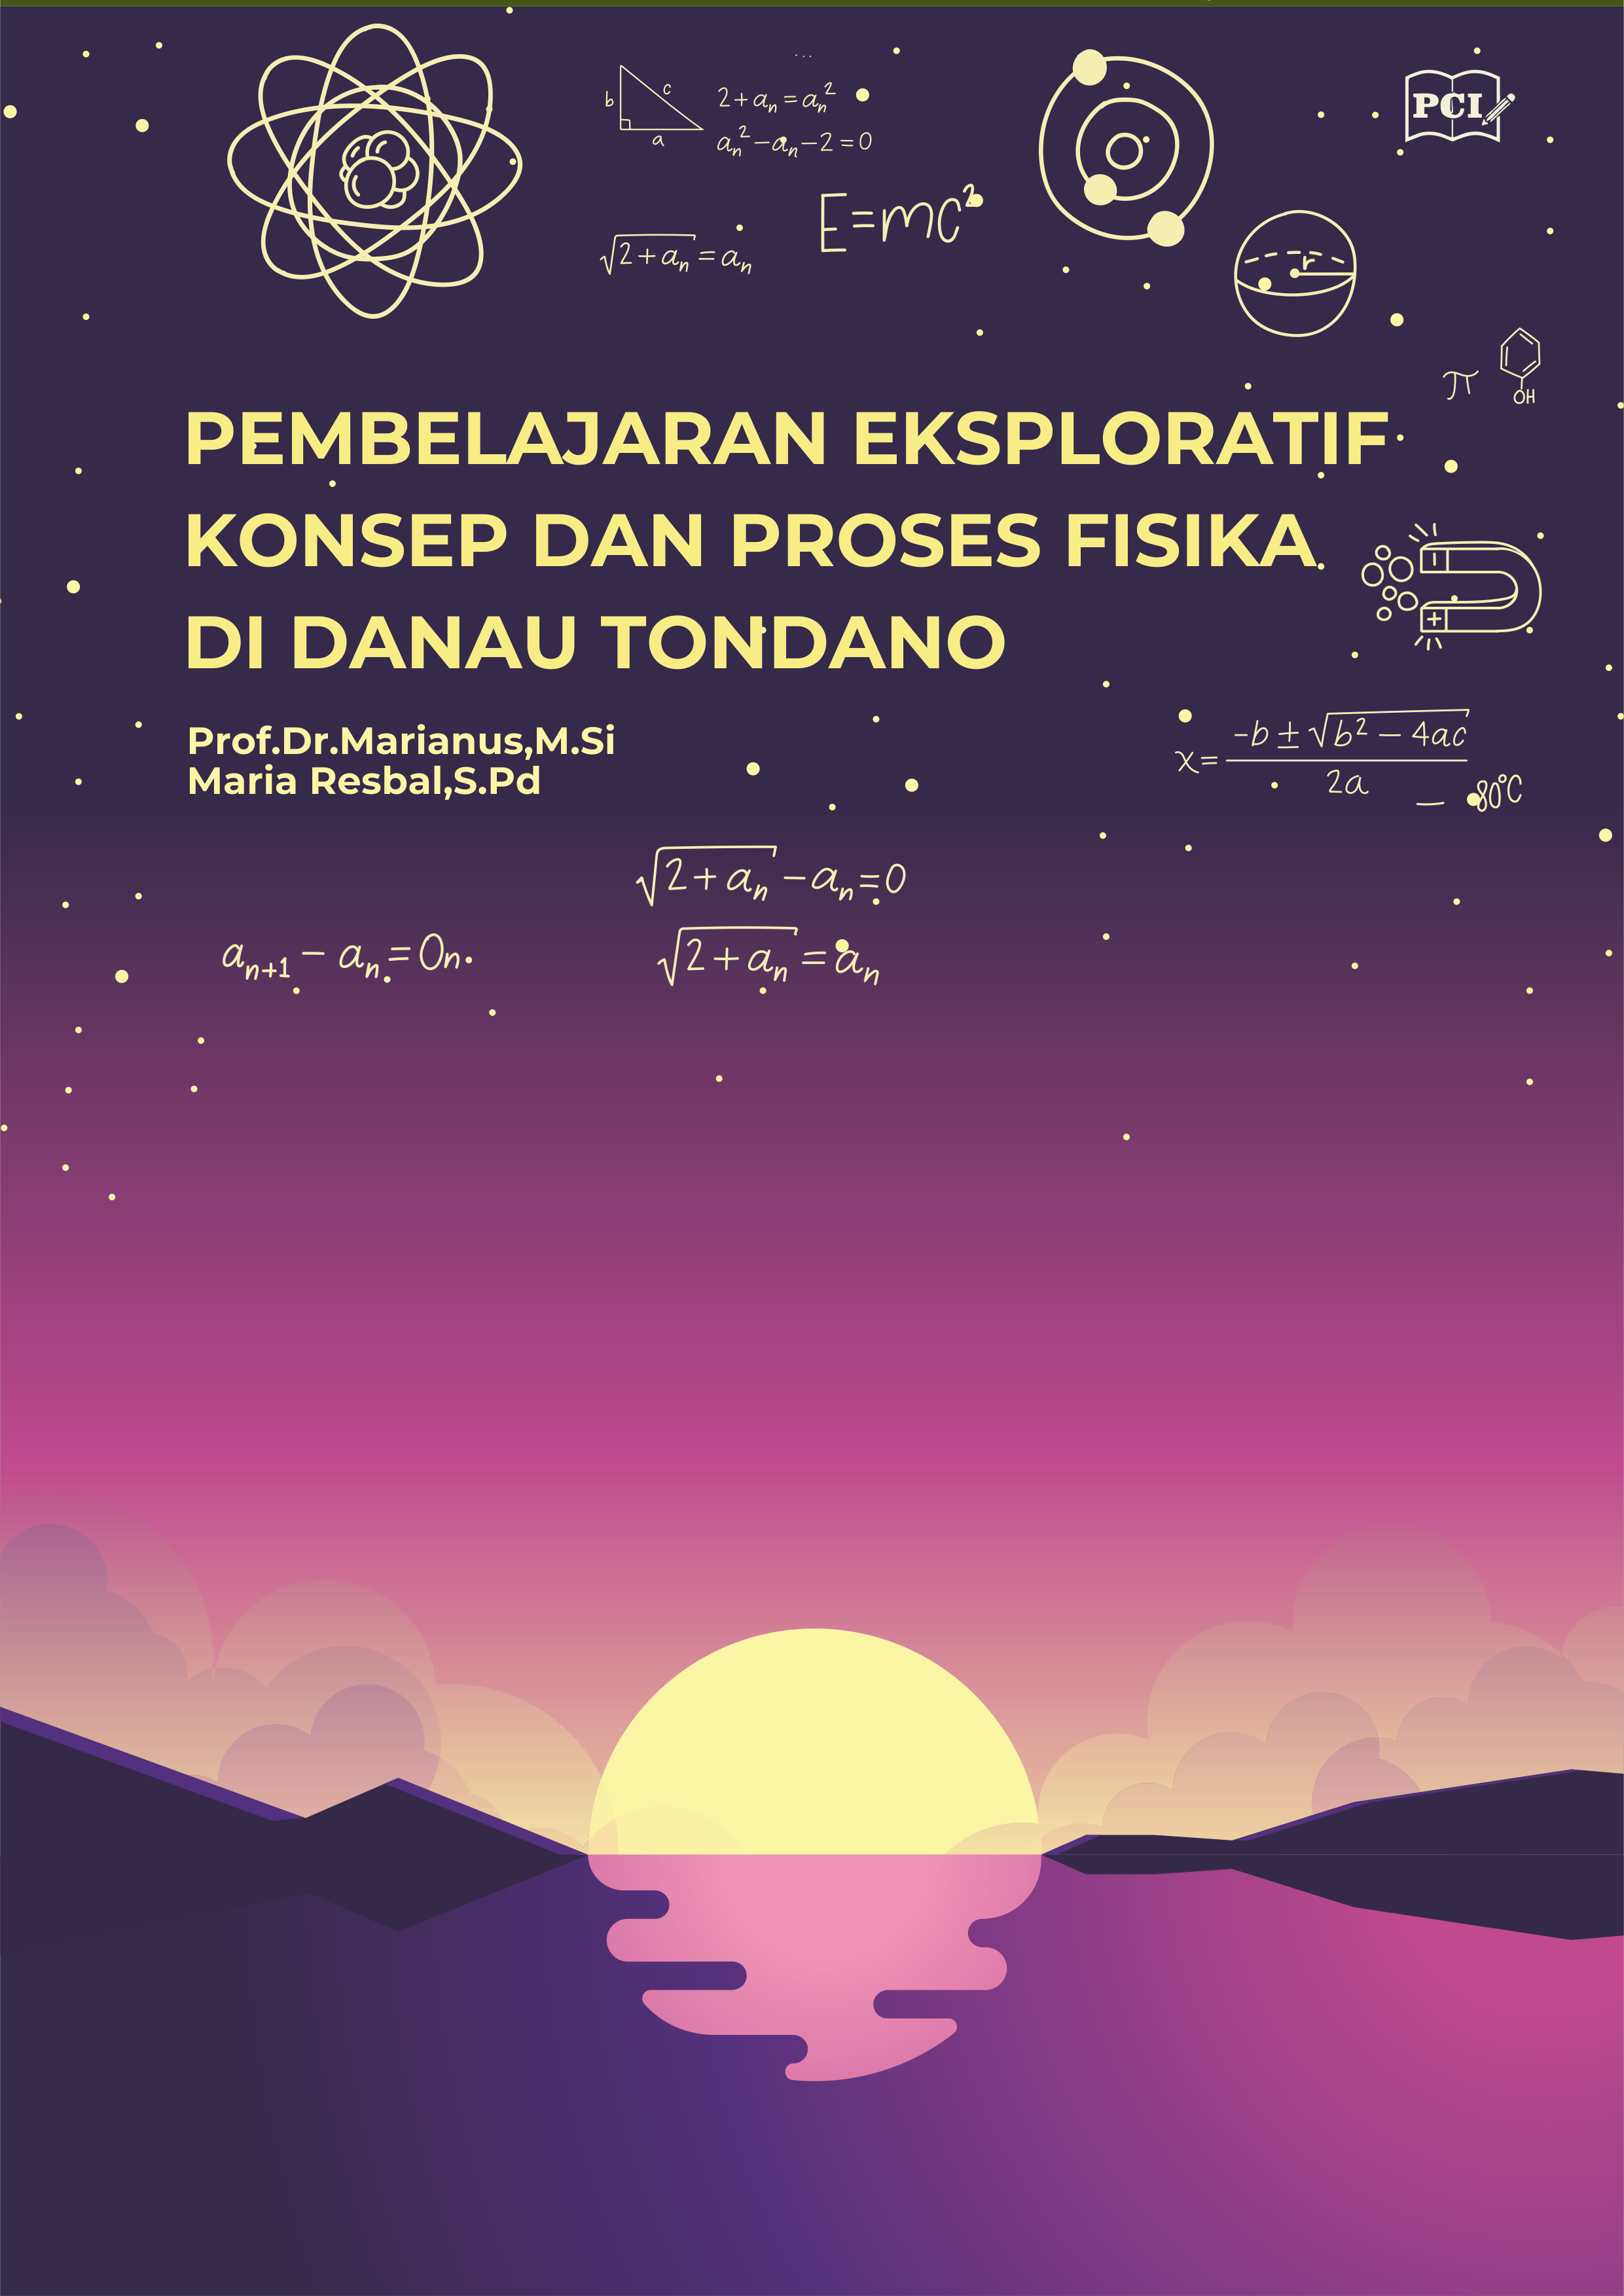 b
c
a
2+aₙ=aₙ²
aₙ²−aₙ−2=0
PCI
E=mc²
√(2+aₙ)=aₙ
r
π
OH
PEMBELAJARAN EKSPLORATIF
KONSEP DAN PROSES FISIKA
DI DANAU TONDANO
Prof.Dr.Marianus,M.Si
Maria Resbal,S.Pd
x= (-b ± √(b² − 4ac)) / 2a
− 80°C
√(2+aₙ)−aₙ=0
aₙ₊₁ − aₙ=0n
√(2+aₙ)=aₙ